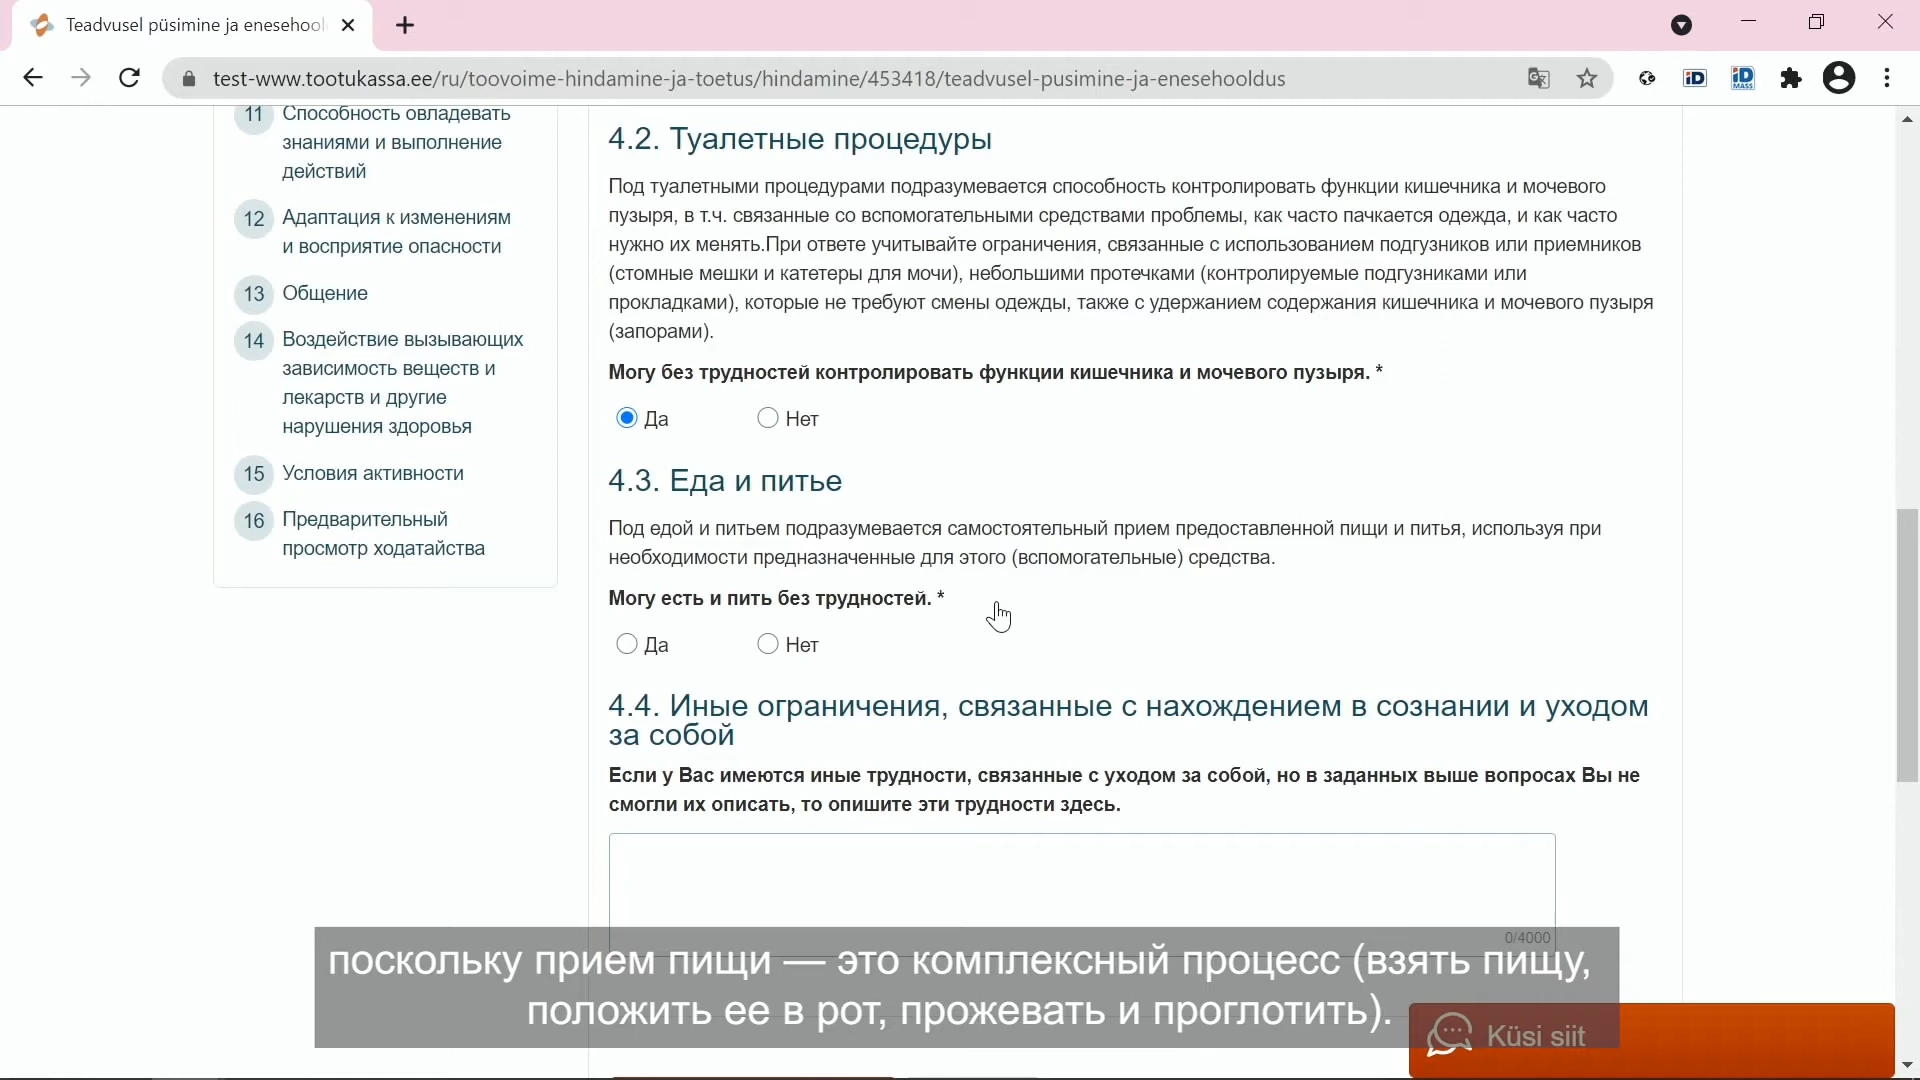 Teadvusel püsimine ja enesehool
test-www.tootukassa.ee/ru/toovoime-hindamine-ja-toetus/hindamine/453418/teadvusel-pusimine-ja-enesehooldus
iD
iD
MASS
11 Способность овладевать
знаниями и выполнение
действий
12 Адаптация к изменениям
и восприятие опасности
13 Общение
14 Воздействие вызывающих
зависимость веществ и
лекарств и другие
нарушения здоровья
15 Условия активности
16 Предварительный
просмотр ходатайства
4.2. Туалетные процедуры
Под туалетными процедурами подразумевается способность контролировать функции кишечника и мочевого
пузыря, в т.ч. связанные со вспомогательными средствами проблемы, как часто пачкается одежда, и как часто
нужно их менять.При ответе учитывайте ограничения, связанные с использованием подгузников или приемников
(стомные мешки и катетеры для мочи), небольшими протечками (контролируемые подгузниками или
прокладками), которые не требуют смены одежды, также с удержанием содержания кишечника и мочевого пузыря
(запорами).
Могу без трудностей контролировать функции кишечника и мочевого пузыря. *
Да Нет
4.3. Еда и питье
Под едой и питьем подразумевается самостоятельный прием предоставленной пищи и питья, используя при
необходимости предназначенные для этого (вспомогательные) средства.
Могу есть и пить без трудностей. *
Да Нет
4.4. Иные ограничения, связанные с нахождением в сознании и уходом
за собой
Если у Вас имеются иные трудности, связанные с уходом за собой, но в заданных выше вопросах Вы не
смогли их описать, то опишите эти трудности здесь.
0/4000
поскольку прием пищи — это комплексный процесс (взять пищу,
положить ее в рот, прожевать и проглотить).
Küsi siit